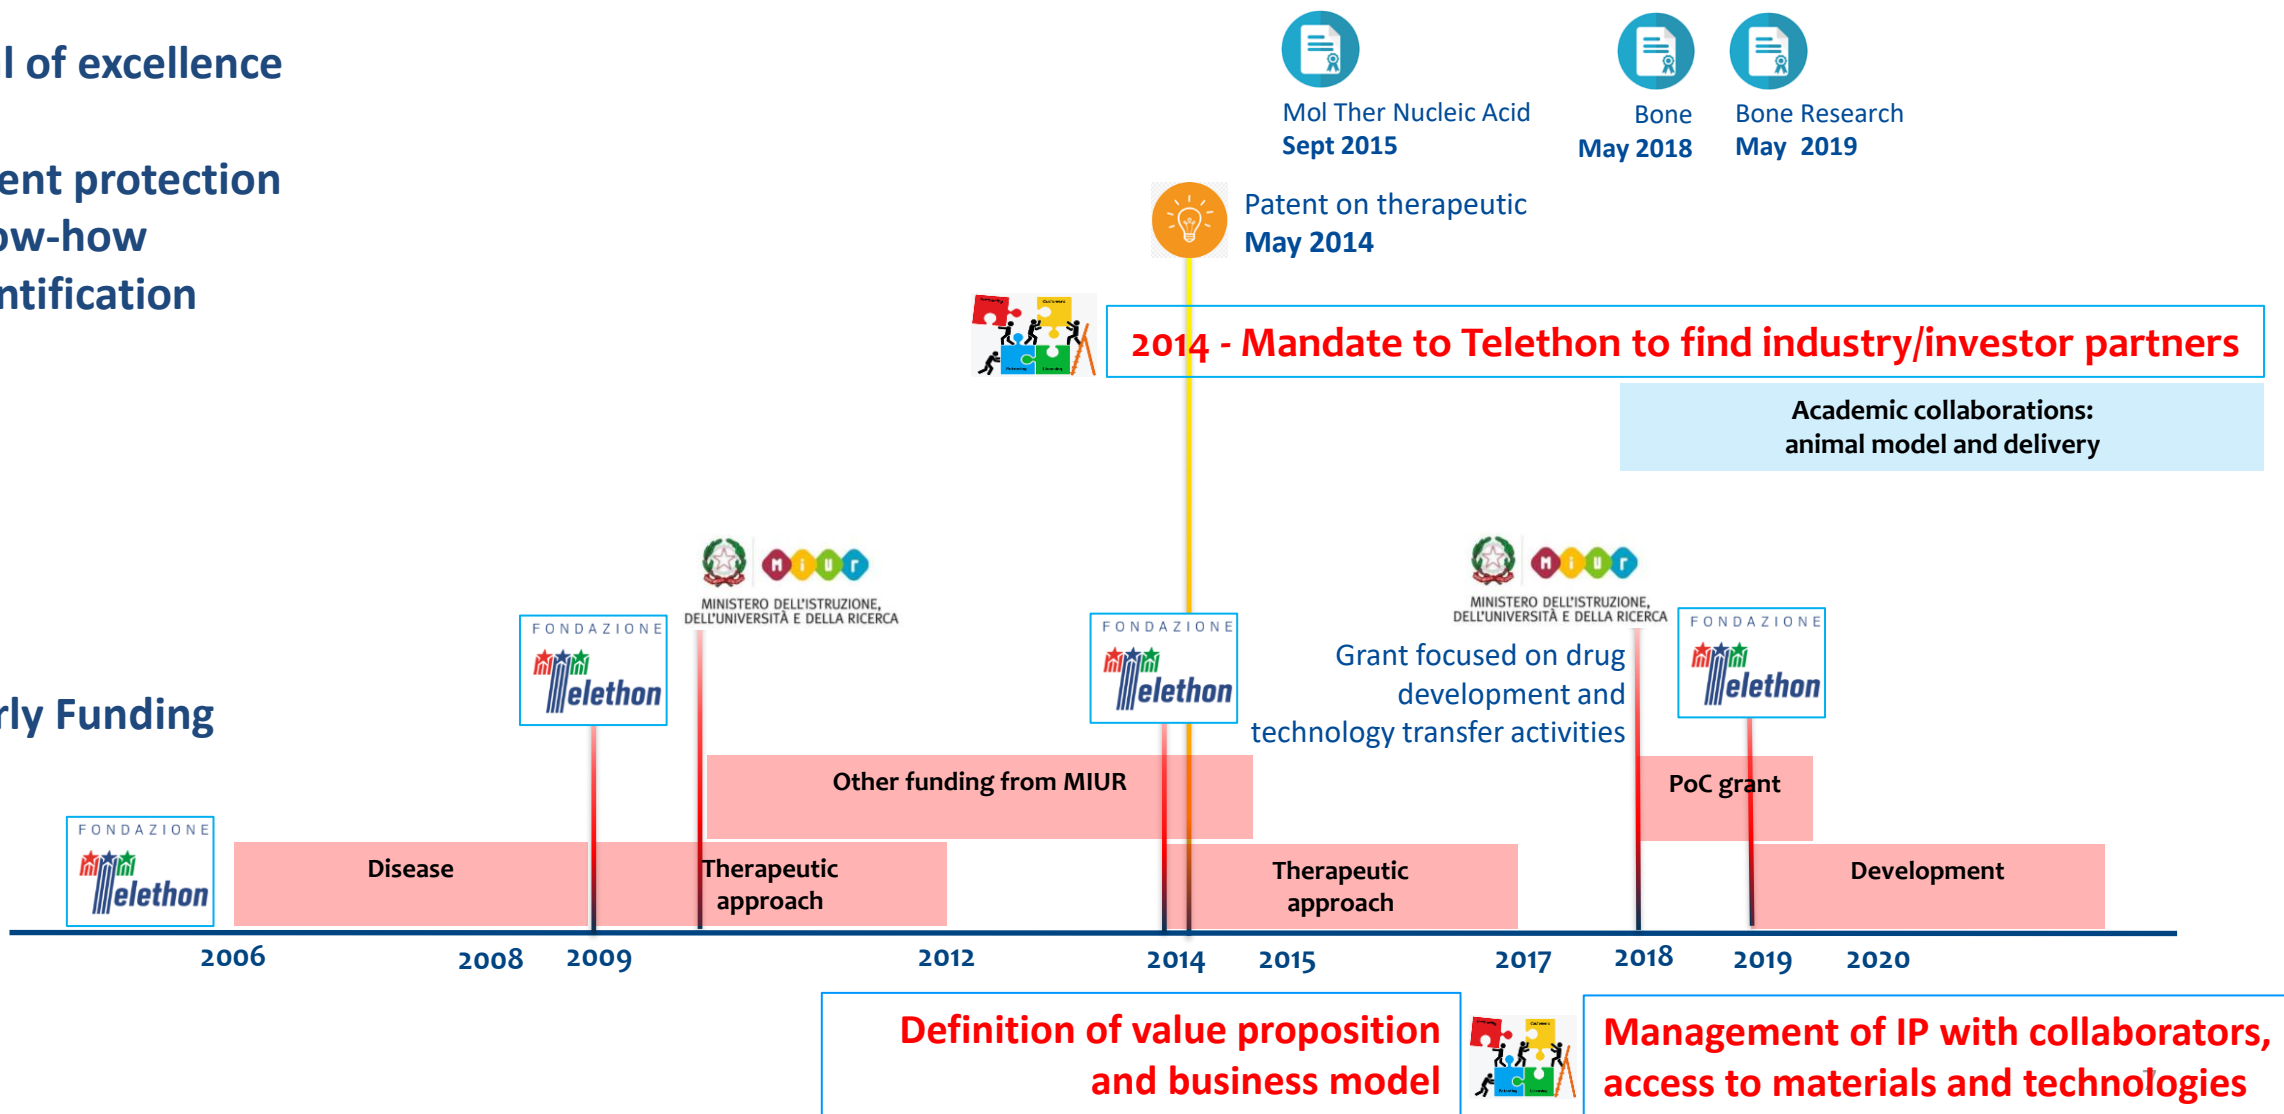 l of excellence
ent protection
ow-how
ntification
rly Funding
Mol Ther Nucleic Acid
Sept 2015
Bone
May 2018
Bone Research
May 2019
Patent on therapeutic
May 2014
2014 - Mandate to Telethon to find industry/investor partners
Academic collaborations:
animal model and delivery
MIUR
MINISTERO DELL'ISTRUZIONE,
DELL'UNIVERSITÀ E DELLA RICERCA
MIUR
MINISTERO DELL'ISTRUZIONE,
DELL'UNIVERSITÀ E DELLA RICERCA
FONDAZIONE
Telethon
FONDAZIONE
Telethon
FONDAZIONE
Telethon
FONDAZIONE
Telethon
Grant focused on drug
development and
technology transfer activities
Other funding from MIUR
PoC grant
Disease
Therapeutic
approach
Therapeutic
approach
Development
2006
2008
2009
2012
2014
2015
2017
2018
2019
2020
Definition of value proposition
and business model
Management of IP with collaborators,
access to materials and technologies
7